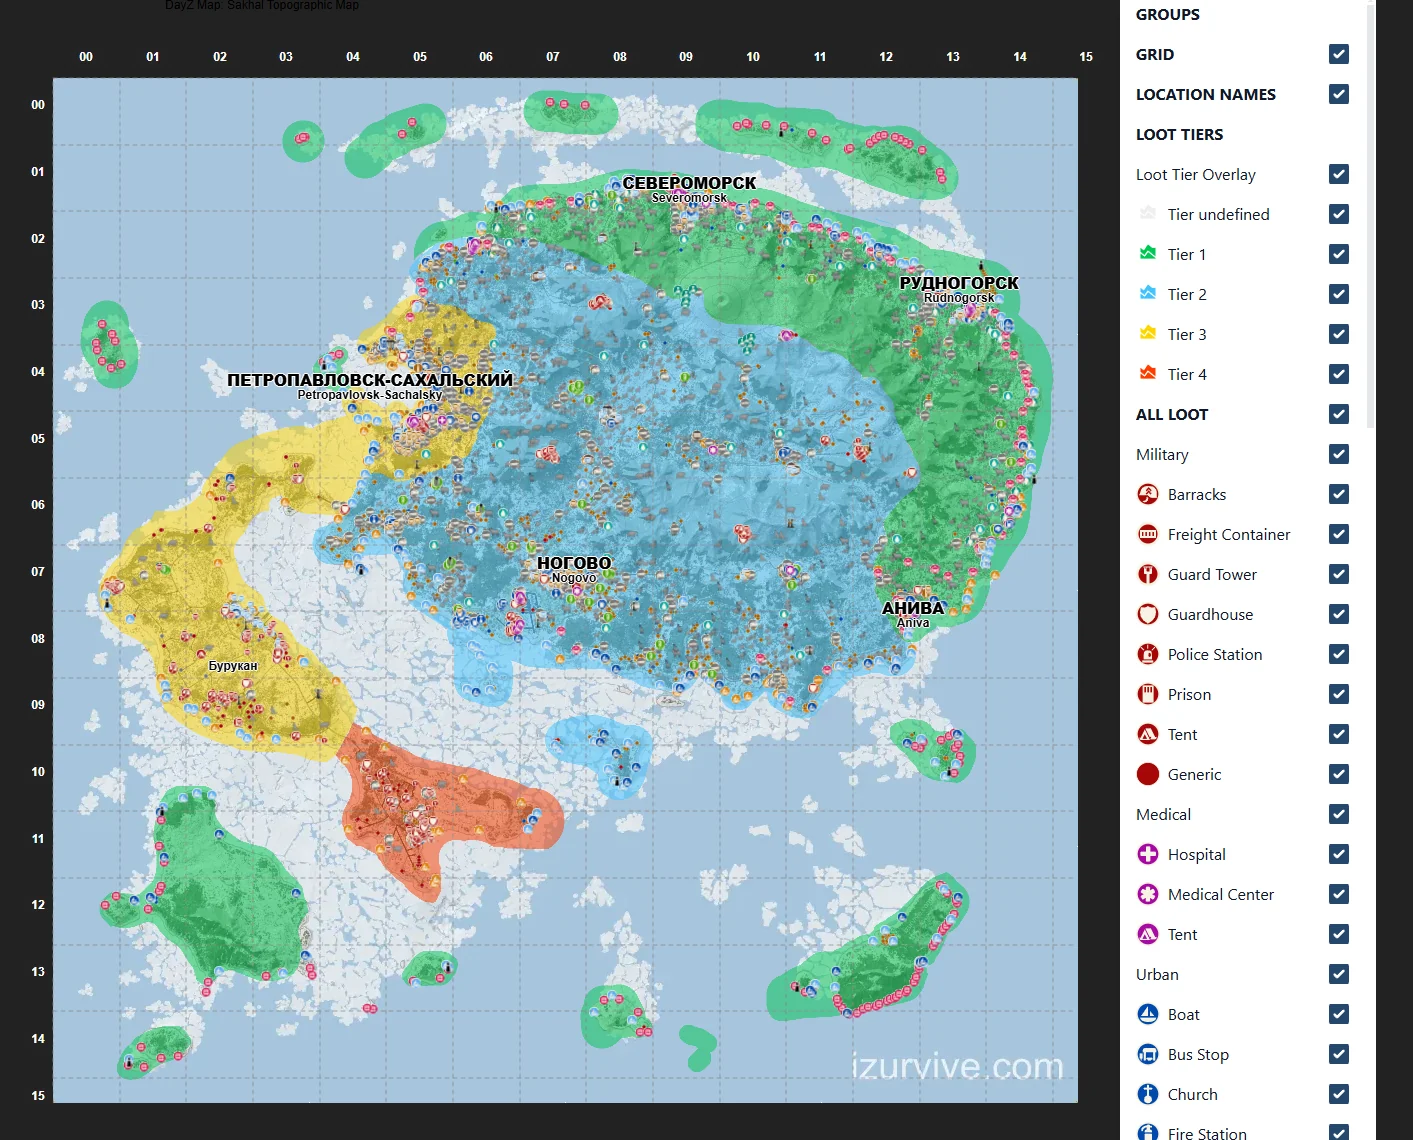 DayZ Map: Sakhal Topographic Map
00 01 02 03 04 05 06 07 08 09 10 11 12 13 14 15
00
01
02
03
04
05
06
07
08
09
10
11
12
13
14
15
СЕВЕРОМОРСК
Severomorsk
РУДНОГОРСК
Rudnogorsk
ПЕТРОПАВЛОВСК-САХАЛЬСКИЙ
Petropavlovsk-Sachalsky
НОГОВО
Nogovo
АНИВА
Aniva
Бурукан
izurvive.com
GROUPS
GRID
LOCATION NAMES
LOOT TIERS
Loot Tier Overlay
Tier undefined
Tier 1
Tier 2
Tier 3
Tier 4
ALL LOOT
Military
Barracks
Freight Container
Guard Tower
Guardhouse
Police Station
Prison
Tent
Generic
Medical
Hospital
Medical Center
Tent
Urban
Boat
Bus Stop
Church
Fire Station